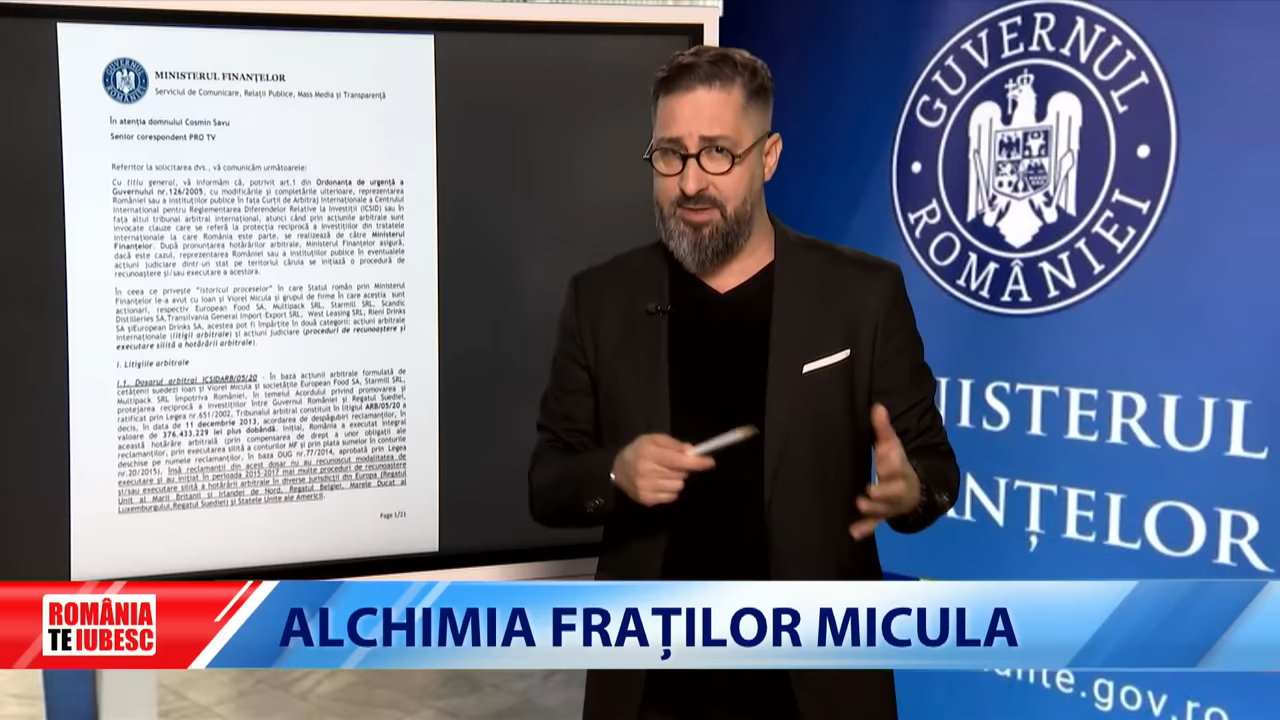 GUVERNUL ROMÂNIEI
MINISTERUL FINANȚELOR
Serviciul de Comunicare, Relații Publice, Mass Media și Transparență
În atenția domnului Cosmin Savu
Senior corespondent PRO TV
Referitor la solicitarea dvs., vă comunicăm următoarele:
Cu titlu general, vă informăm că, potrivit art.1 din Ordonanța de urgență a
Guvernului nr.126/2005, cu modificările și completările ulterioare, reprezentarea
României sau a instituțiilor publice în fața Curții de Arbitraj Internaționale a Centrului
Internațional pentru Reglementarea Diferendelor Relative la Investiții (ICSID) sau în
fața altui tribunal arbitral internațional, atunci când prin acțiunile arbitrale sunt
invocate clauze care se referă la protecția reciprocă a investițiilor din tratatele
internaționale la care România este parte, se realizează de către Ministerul
Finanțelor. După pronunțarea hotărârilor arbitrale, Ministerul Finanțelor asigură,
dacă este cazul, reprezentarea României sau a instituțiilor publice în eventualele
acțiuni judiciare dintr-un stat pe teritoriul căruia se inițiază o procedură de
recunoaștere și/sau executare a acestora.
În ceea ce privește "istoricul proceselor" în care Statul român prin Ministerul
Finanțelor le-a avut cu Ioan și Viorel Micula și grupul de firme în care aceștia sunt
acționari, respectiv European Food SA, Multipack SRL, Starmill SRL, Scandic
Distilleries SA,Transilvania General Import-Export SRL, West Leasing SRL, Rieni Drinks
SA șiEuropean Drinks SA, acestea pot fi împărțite în două categorii: acțiuni arbitrale
internaționale (litigii arbitrale) și acțiuni judiciare (proceduri de recunoaștere și
executare silită a hotărârii arbitrale).
I. Litigiile arbitrale
I.1. Dosarul arbitral ICSIDARB/05/20 - În baza acțiunii arbitrale formulată de
cetățenii suedezi Ioan și Viorel Micula și societățile European Food SA, Starmill SRL,
Multipack SRL împotriva României, în temeiul Acordului privind promovarea și
protejarea reciprocă a investițiilor între Guvernul României și Regatul Suediei,
ratificat prin Legea nr.651/2002, Tribunalul arbitral constituit în litigiul ARB/05/20 a
decis, în data de 11 decembrie 2013, acordarea de despăgubiri reclamanților, în
valoare de 376.433.229 lei plus dobândă. Inițial, România a executat integral
această hotărâre arbitrală (prin compensarea de drept a unor obligații ale
reclamanților, prin executarea silită a conturilor MF și prin plata sumelor în conturile
deschise pe numele reclamanților, în baza OUG nr.77/2014, aprobată prin Legea
nr.20/2015), însă reclamanții din acest dosar nu au recunoscut modalitatea de
executare și au inițiat în perioada 2015-2017 mai multe proceduri de recunoaștere
și/sau executare silită a hotărârii arbitrale în diverse jurisdicții din Europa (Regatul
Unit al Marii Britanii și Irlandei de Nord, Regatul Belgiei, Marele Ducat al
Luxemburgului,Regatul Suediei) și Statele Unite ale Americii.
Page 1/21
GUVERNUL
ROMÂNIEI
NISTERUL
ANȚELOR
ROMÂNIA
TE IUBESC
ALCHIMIA FRAȚILOR MICULA
.gov.ro